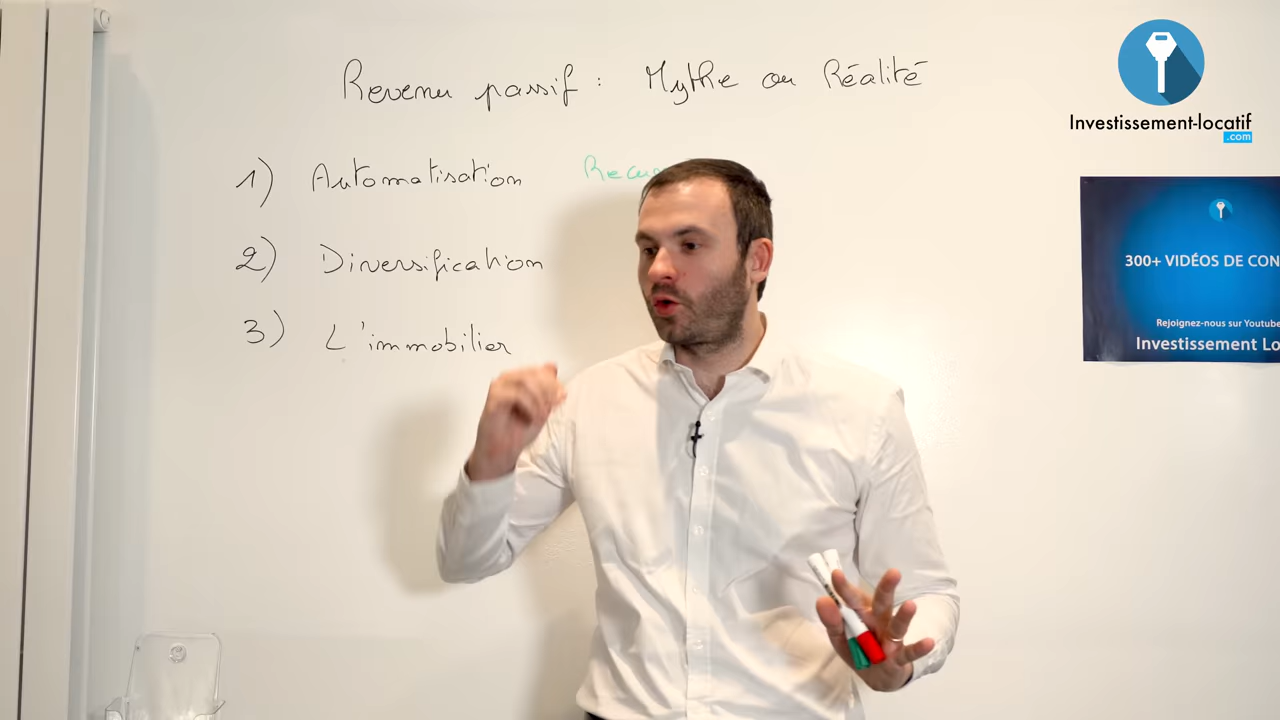 Revenu passif : Mythe ou Réalité
1) Automatisation
2) Diversification
3) L'immobilier
Investissement-locatif
.com
300+ VIDÉOS DE CON
Rejoignez-nous sur Youtube
Investissement Lo